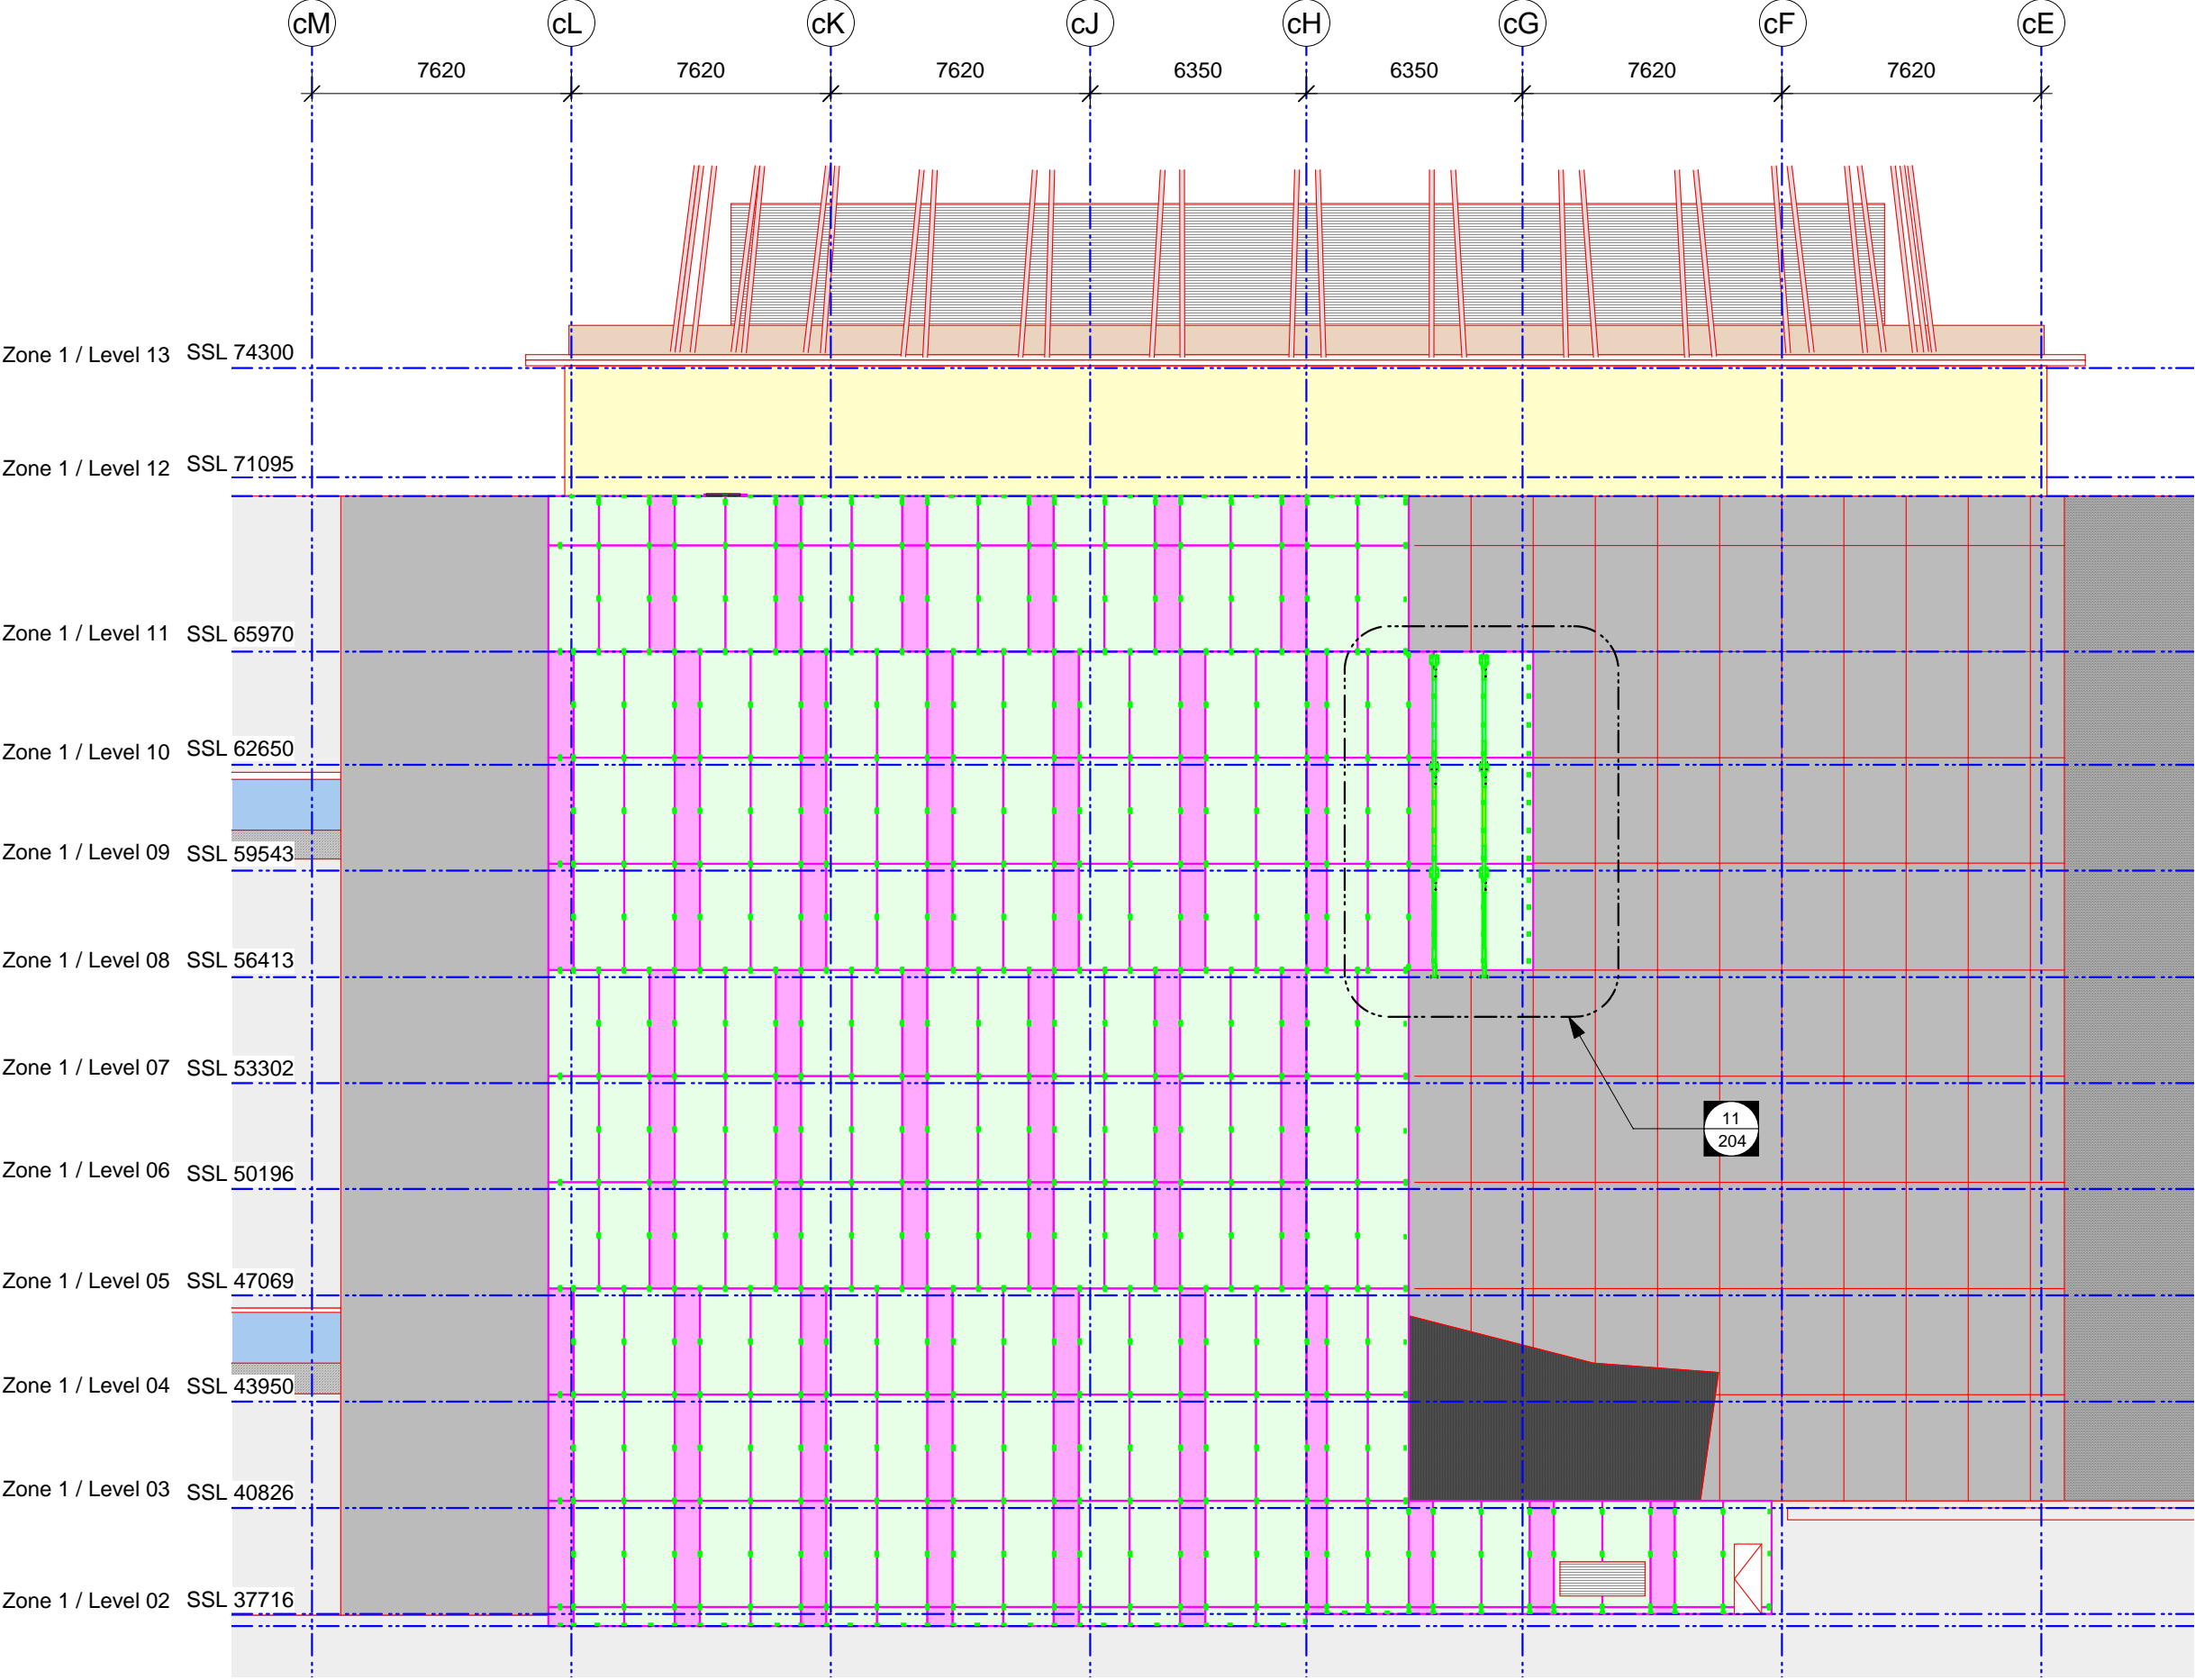 cM cL cK cJ cH cG cF cE
7620 7620 7620 6350 6350 7620 7620
Zone 1 / Level 13 SSL 74300
Zone 1 / Level 12 SSL 71095
Zone 1 / Level 11 SSL 65970
Zone 1 / Level 10 SSL 62650
Zone 1 / Level 09 SSL 59543
Zone 1 / Level 08 SSL 56413
Zone 1 / Level 07 SSL 53302
11
204
Zone 1 / Level 06 SSL 50196
Zone 1 / Level 05 SSL 47069
Zone 1 / Level 04 SSL 43950
Zone 1 / Level 03 SSL 40826
Zone 1 / Level 02 SSL 37716